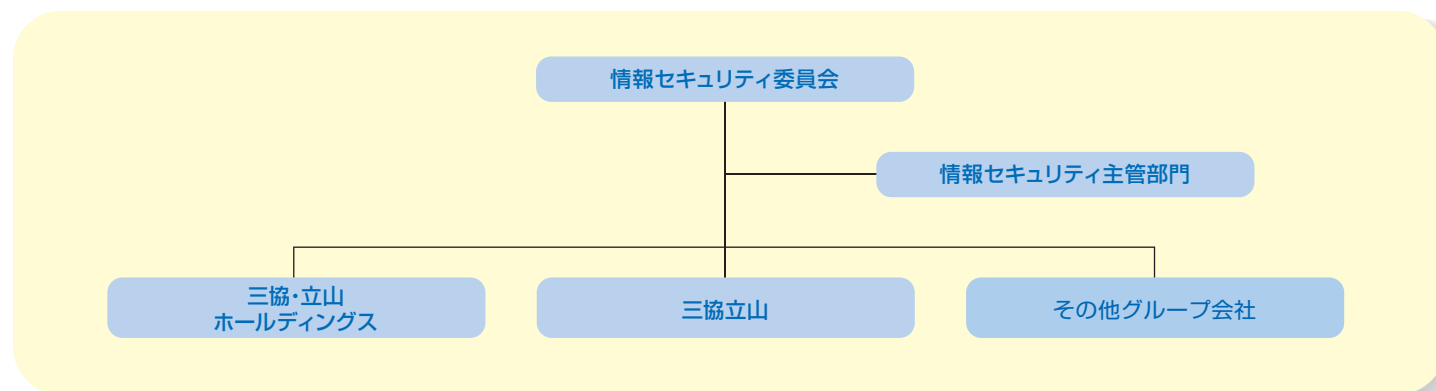 情報セキュリティ委員会
情報セキュリティ主管部門
三協・立山
ホールディングス
三協立山
その他グループ会社